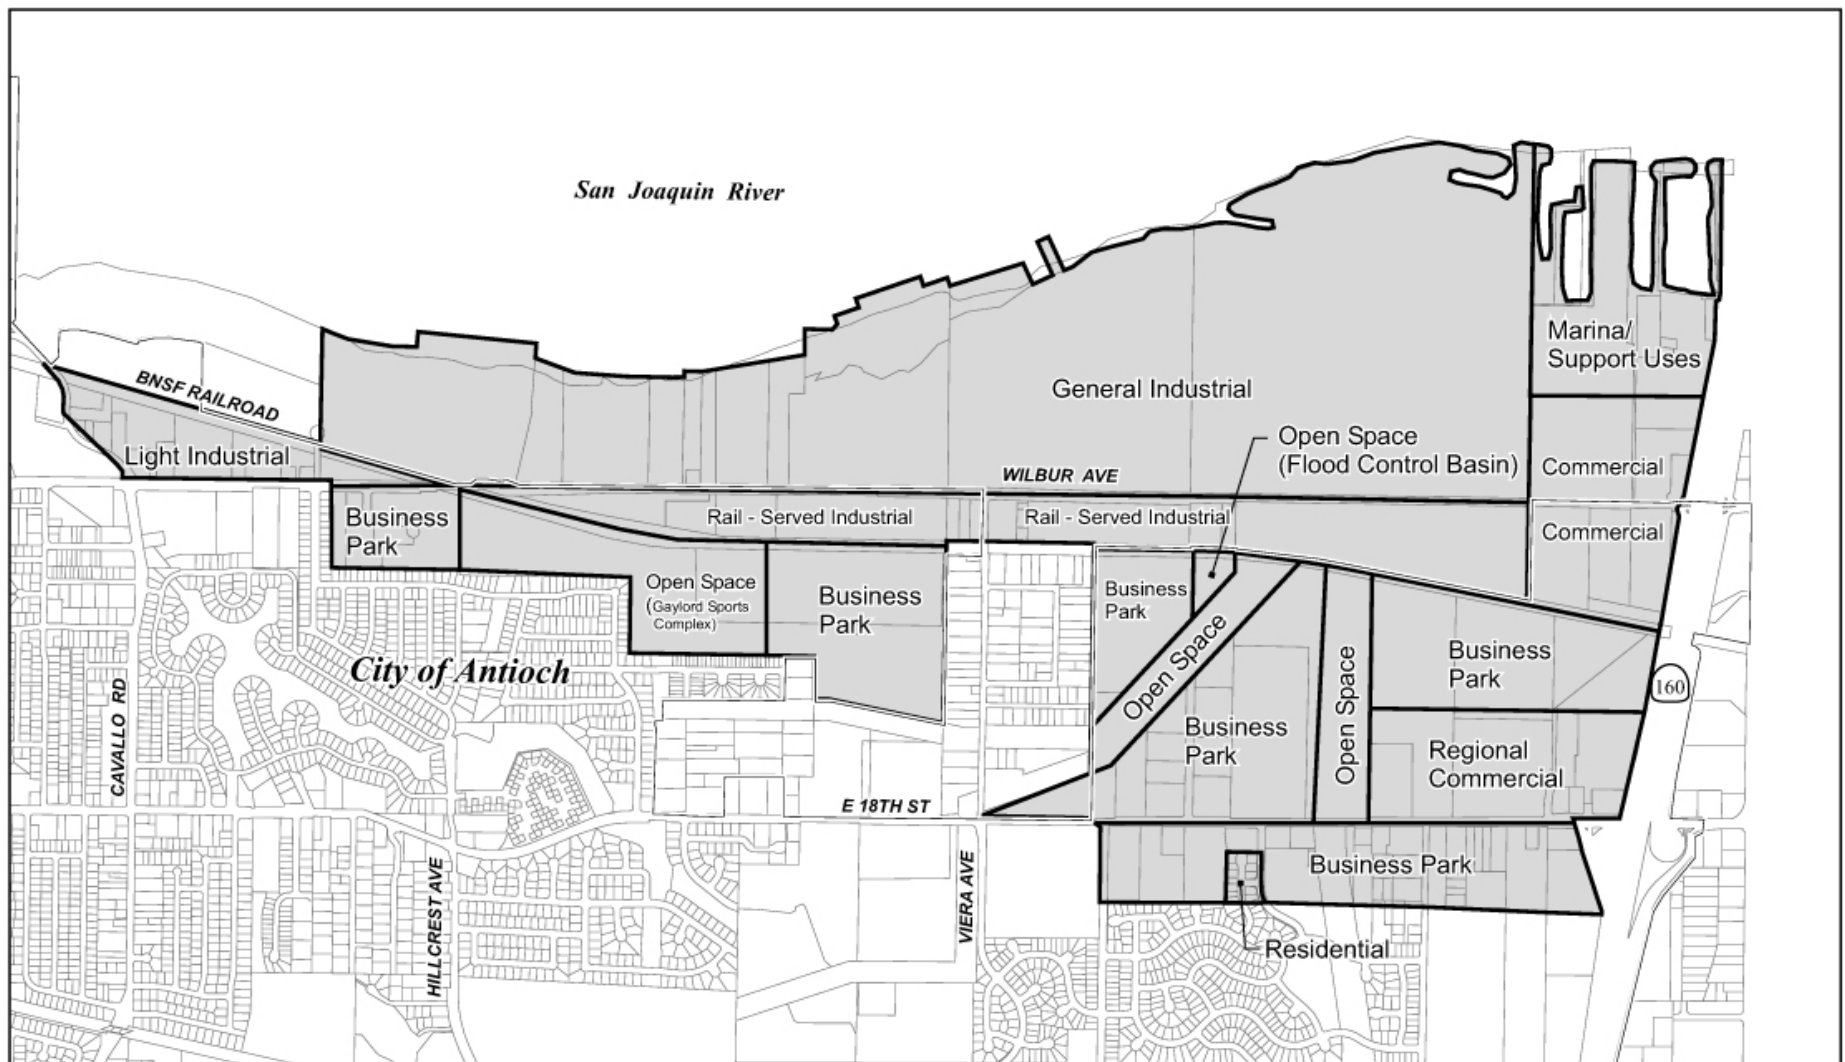 San Joaquin River
Marina/
Support Uses
BNSF RAILROAD
General Industrial
Open Space
(Flood Control Basin)
Light Industrial
Commercial
WILBUR AVE
Business
Park
Rail - Served Industrial
Rail - Served Industrial
Commercial
Open Space
(Gaylord Sports
Complex)
Business
Park
Business
Park
City of Antioch
Open Space
Business
Park
Open Space
Business
Park
160
CAVALLO RD
Regional
Commercial
E 18TH ST
HILLCREST AVE
VIERA AVE
Business Park
Residential